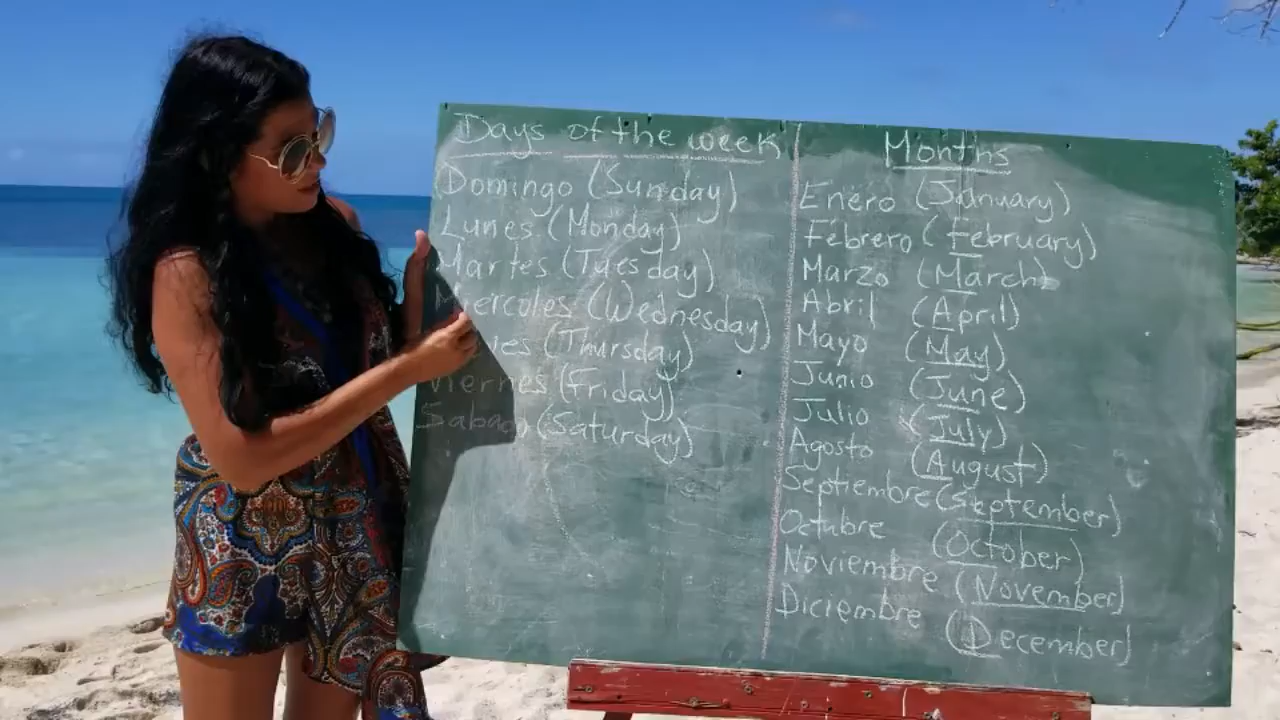 Days of the week
Domingo (Sunday)
Lunes (Monday)
Martes (Tuesday)
Miercoles (Wednesday)
(Thursday)
Viernes (Friday)
Sabado (Saturday)
Months
Enero (January)
Febrero (February)
Marzo (March)
Abril (April)
Mayo (May)
Junio (June)
Julio (July)
Agosto (August)
Septiembre (September)
Octubre (October)
Noviembre (November)
Diciembre (December)